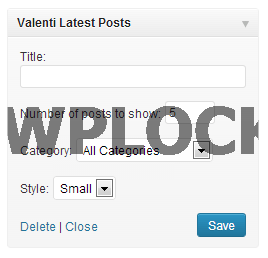 Valenti Latest Posts
Title:
Number of posts to show: 5
WPLOCK
Category: All Categories
Style: Small
Delete | Close Save